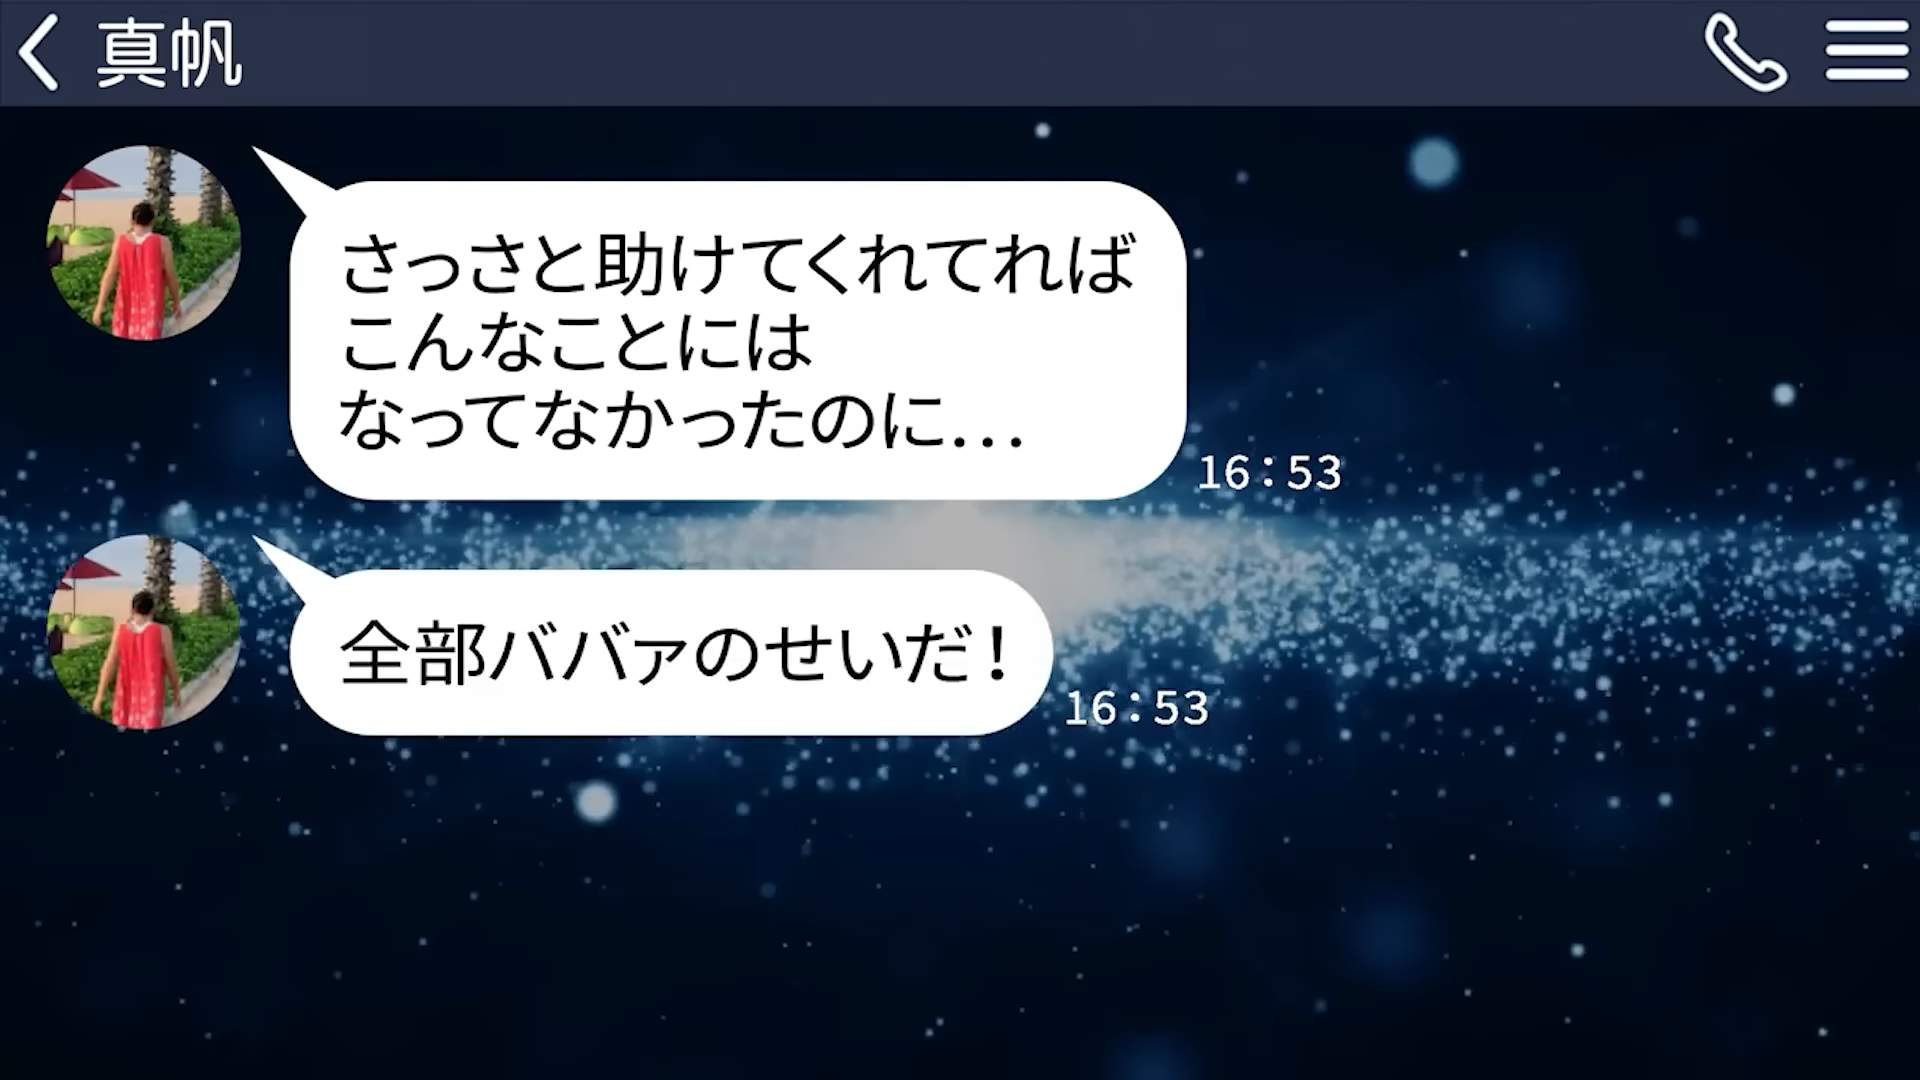 真帆
さっさと助けてくれてれば
こんなことには
なってなかったのに...
16:53
全部ババァのせいだ！
16:53